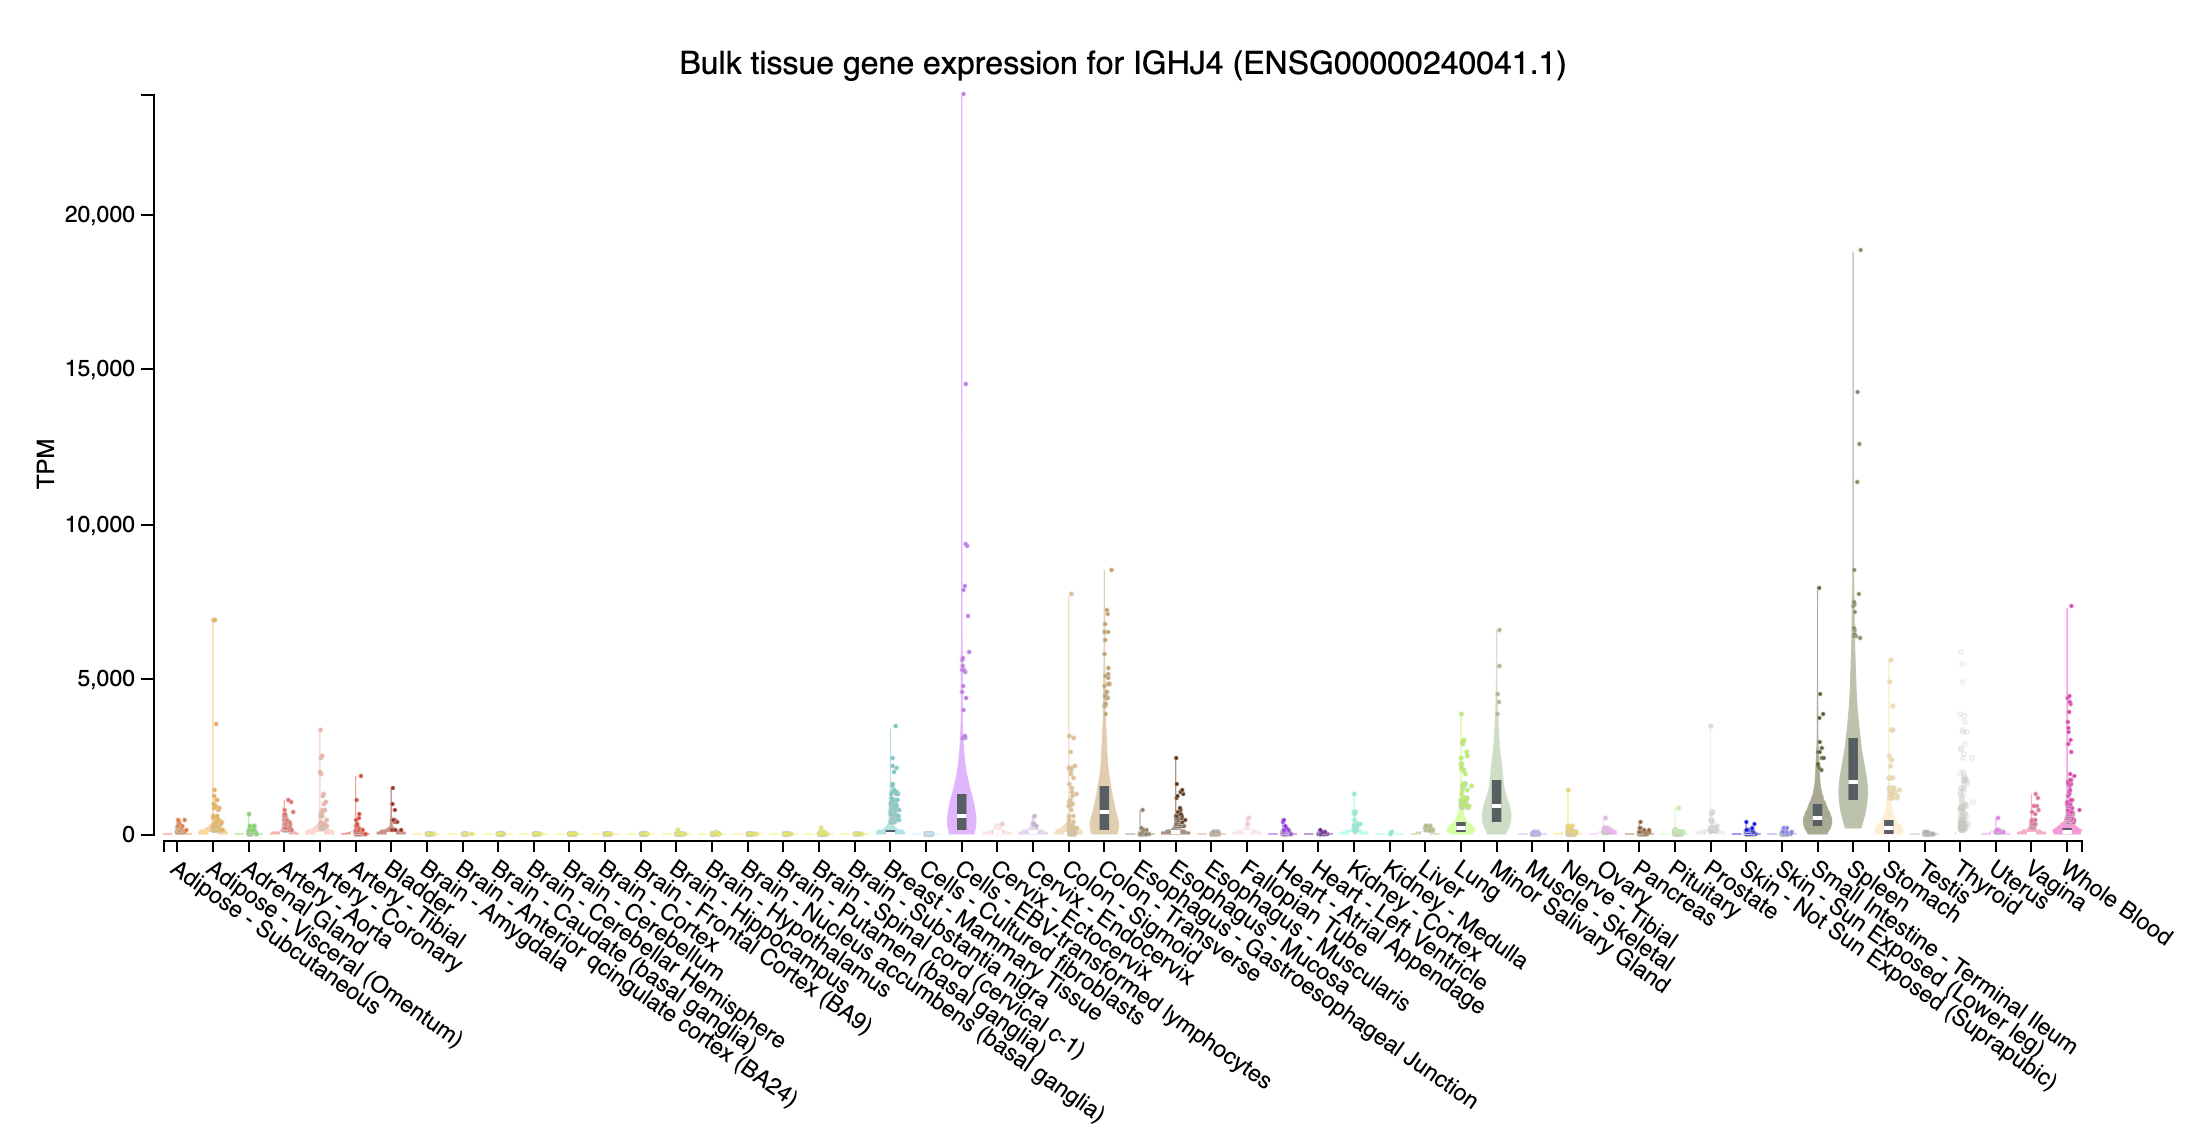 Bulk tissue gene expression for IGHJ4 (ENSG00000240041.1)
TPM
20,000
15,000
10,000
5,000
0
Adipose - Subcutaneous
Adipose - Visceral (Omentum)
Adrenal Gland
Artery - Aorta
Artery - Coronary
Artery - Tibial
Bladder
Brain - Amygdala
Brain - Anterior qcingulate cortex (BA24)
Brain - Caudate (basal ganglia)
Brain - Cerebellar Hemisphere
Brain - Cerebellum
Brain - Cortex
Brain - Frontal Cortex (BA9)
Brain - Hippocampus
Brain - Hypothalamus
Brain - Nucleus accumbens (basal ganglia)
Brain - Putamen (basal ganglia)
Brain - Spinal cord (cervical c-1)
Brain - Substantia nigra
Breast - Mammary Tissue
Cells - Cultured fibroblasts
Cells - EBV-transformed lymphocytes
Cervix - Ectocervix
Cervix - Endocervix
Colon - Sigmoid
Colon - Transverse
Esophagus - Gastroesophageal Junction
Esophagus - Mucosa
Esophagus - Muscularis
Fallopian Tube
Heart - Atrial Appendage
Heart - Left Ventricle
Kidney - Cortex
Kidney - Medulla
Liver
Lung
Minor Salivary Gland
Muscle - Skeletal
Nerve - Tibial
Ovary
Pancreas
Pituitary
Prostate
Skin - Not Sun Exposed (Suprapubic)
Skin - Sun Exposed (Lower leg)
Small Intestine - Terminal Ileum
Spleen
Stomach
Testis
Thyroid
Uterus
Vagina
Whole Blood